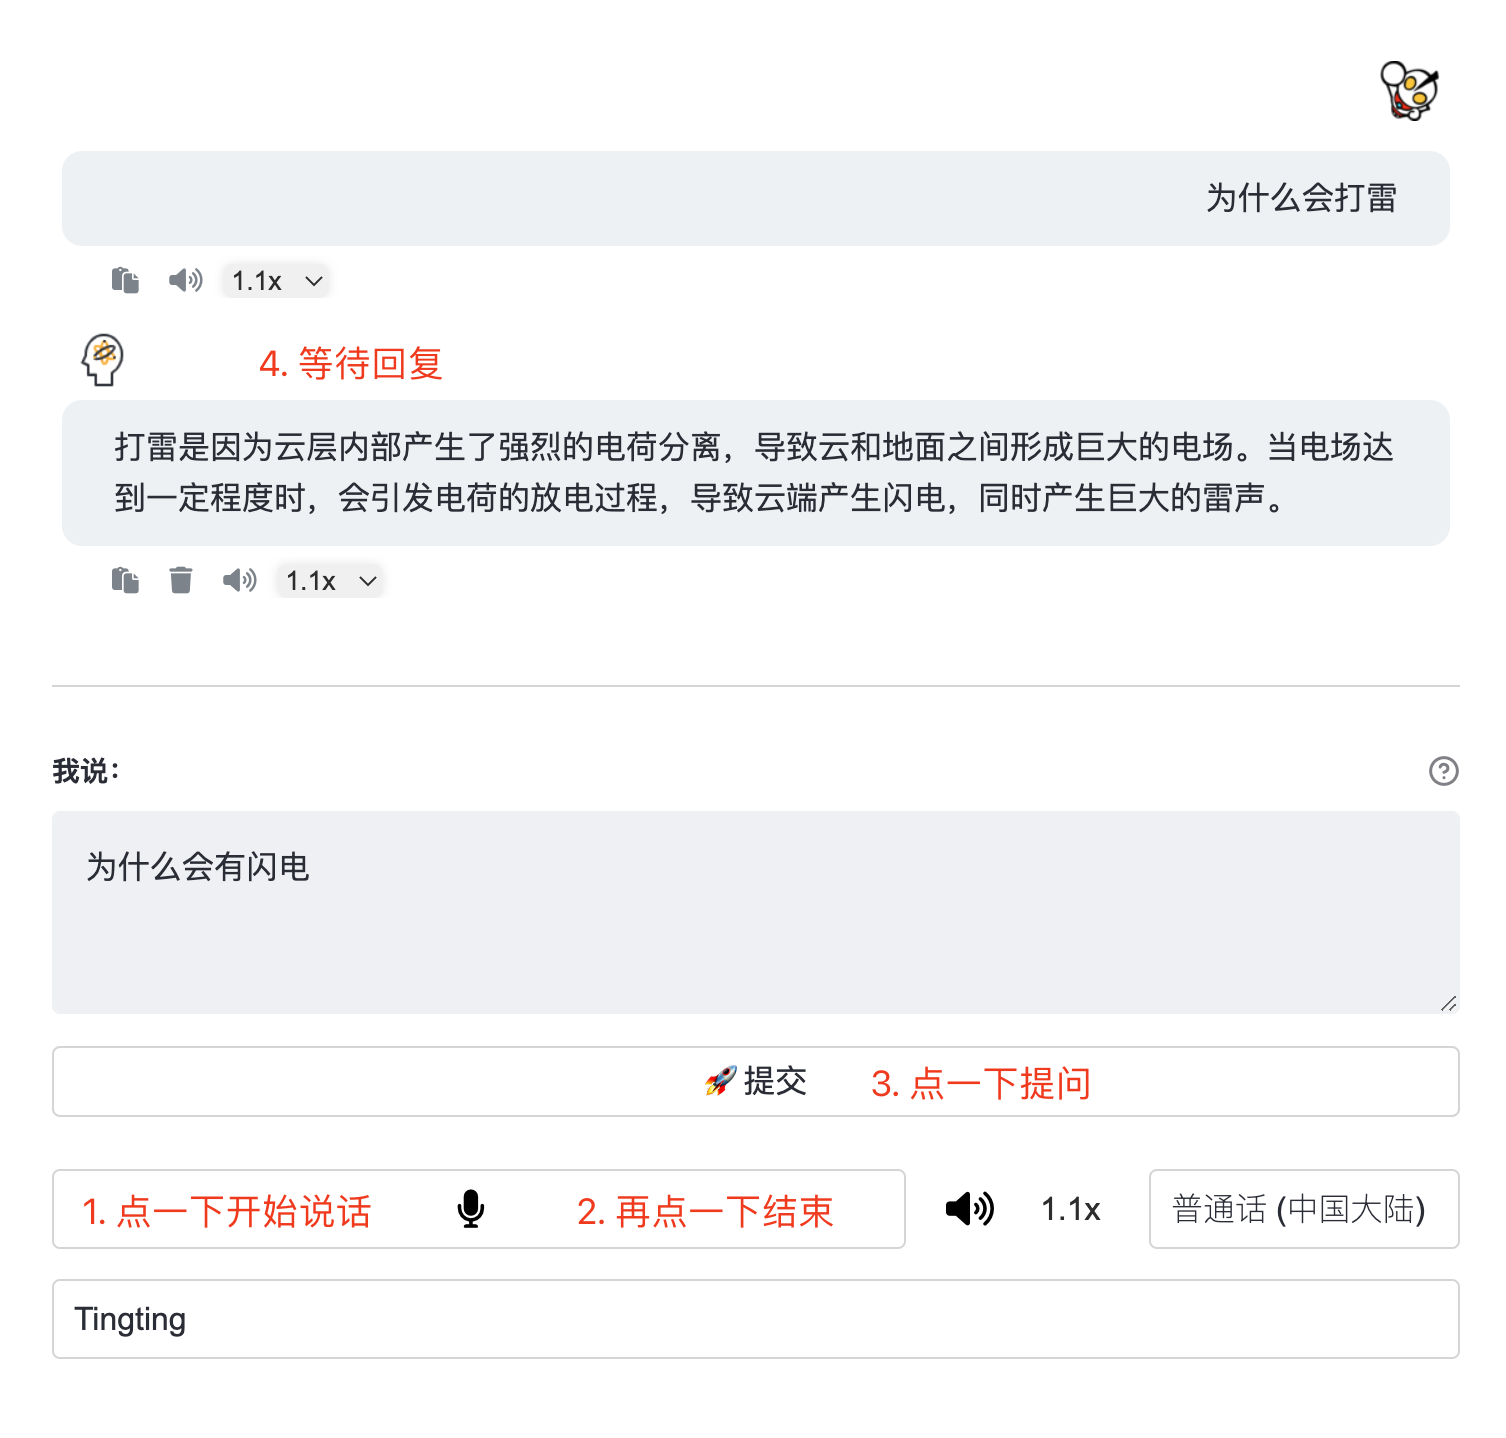 为什么会打雷
1.1x
4. 等待回复
打雷是因为云层内部产生了强烈的电荷分离，导致云和地面之间形成巨大的电场。当电场达
到一定程度时，会引发电荷的放电过程，导致云端产生闪电，同时产生巨大的雷声。
1.1x
我说：
为什么会有闪电
🚀提交 3. 点一下提问
1. 点一下开始说话 2. 再点一下结束 1.1x 普通话 (中国大陆)
Tingting